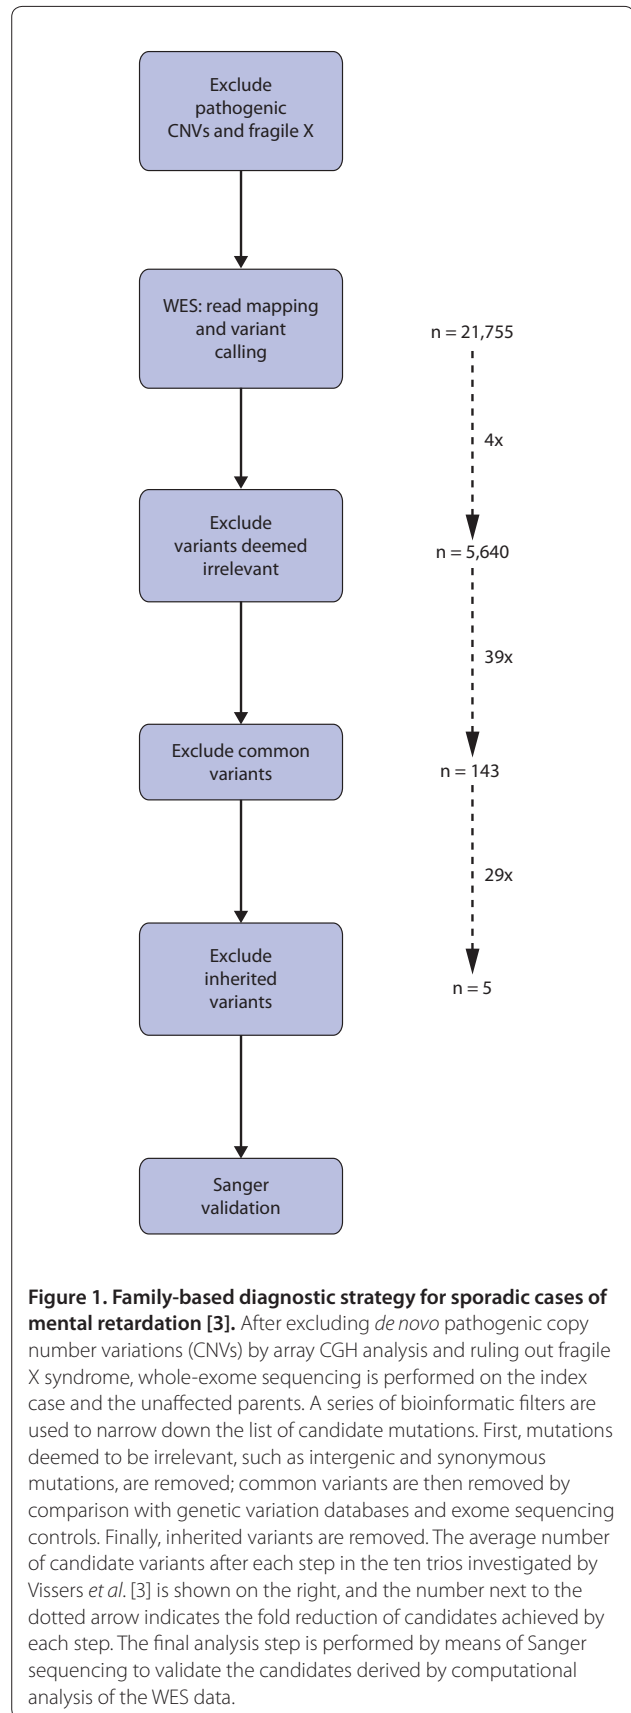 Exclude
pathogenic
CNVs and fragile X
WES: read mapping
and variant
calling
n = 21,755
4x
Exclude
variants deemed
irrelevant
n = 5,640
39x
Exclude common
variants
n = 143
29x
Exclude
inherited
variants
n = 5
Sanger
validation
Figure 1. Family-based diagnostic strategy for sporadic cases of
mental retardation [3]. After excluding de novo pathogenic copy
number variations (CNVs) by array CGH analysis and ruling out fragile
X syndrome, whole-exome sequencing is performed on the index
case and the unaffected parents. A series of bioinformatic filters are
used to narrow down the list of candidate mutations. First, mutations
deemed to be irrelevant, such as intergenic and synonymous
mutations, are removed; common variants are then removed by
comparison with genetic variation databases and exome sequencing
controls. Finally, inherited variants are removed. The average number
of candidate variants after each step in the ten trios investigated by
Vissers et al. [3] is shown on the right, and the number next to the
dotted arrow indicates the fold reduction of candidates achieved by
each step. The final analysis step is performed by means of Sanger
sequencing to validate the candidates derived by computational
analysis of the WES data.